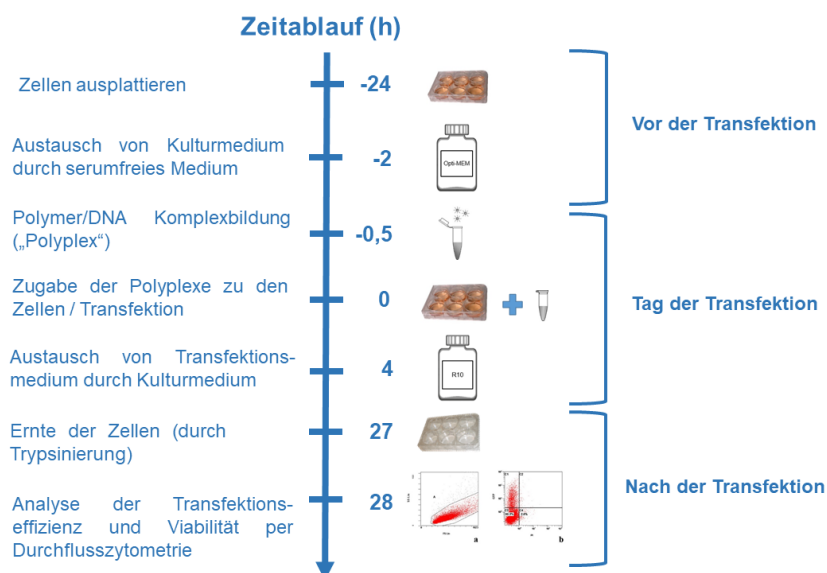 Zeitablauf (h)
Zellen ausplattieren
-24
Austausch von Kulturmedium
durch serumfreies Medium
-2
Opti-MEM
Vor der Transfektion
Polymer/DNA Komplexbildung
(„Polyplex“)
-0,5
Zugabe der Polyplexe zu den
Zellen / Transfektion
0
Austausch von Transfektions-
medium durch Kulturmedium
4
R10
Tag der Transfektion
Ernte der Zellen (durch
Trypsinierung)
27
Analyse der Transfektions-
effizienz und Viabilität per
Durchflusszytometrie
28
a
b
Nach der Transfektion